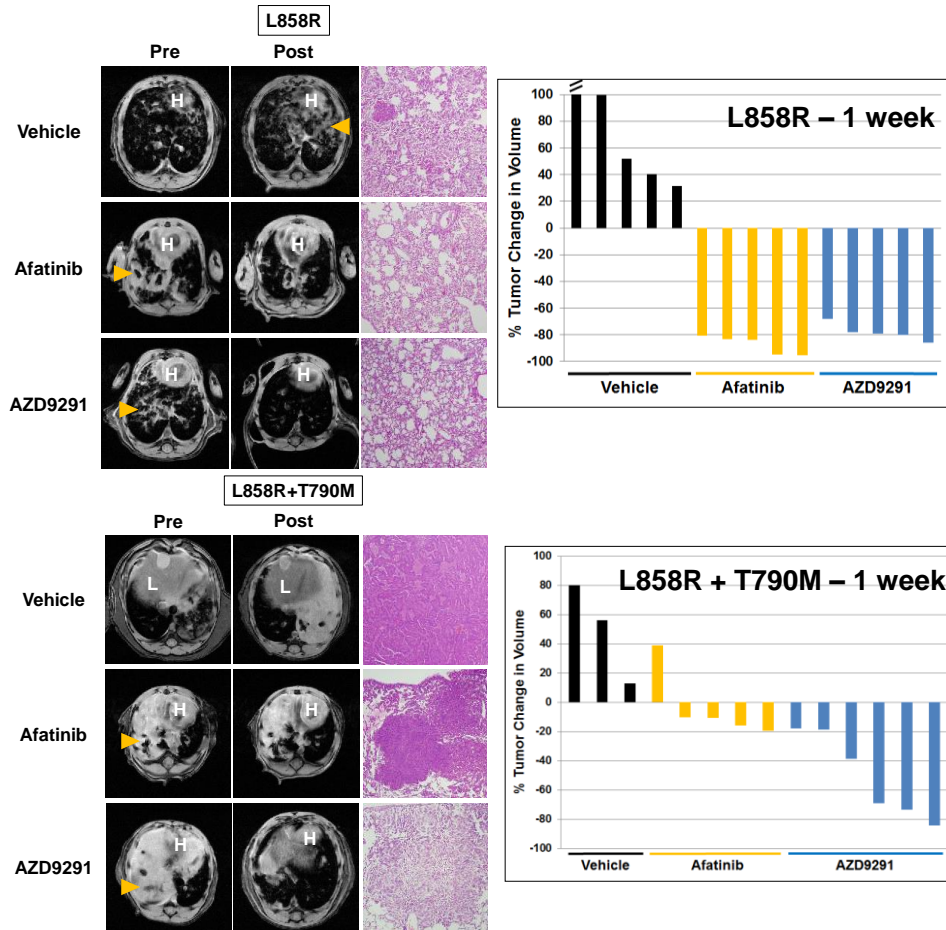 L858R
Pre Post
Vehicle
H H
Afatinib
H H
AZD9291
H H
% Tumor Change in Volume
L858R – 1 week
100
80
60
40
20
0
-20
-40
-60
-80
-100
Vehicle Afatinib AZD9291
L858R+T790M
Pre Post
Vehicle
L L
Afatinib
H H
AZD9291
H H
% Tumor Change in Volume
L858R + T790M – 1 week
100
80
60
40
20
0
-20
-40
-60
-80
-100
Vehicle Afatinib AZD9291